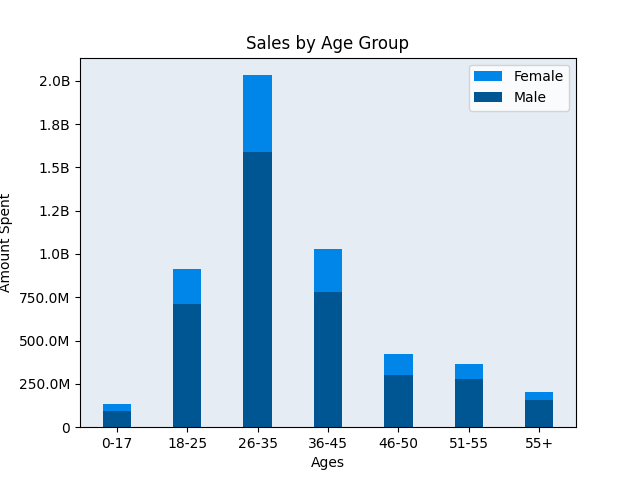 Sales by Age Group
Female
Male
2.0B
1.8B
1.5B
1.2B
1.0B
750.0M
500.0M
250.0M
0
Amount Spent
0-17 18-25 26-35 36-45 46-50 51-55 55+
Ages